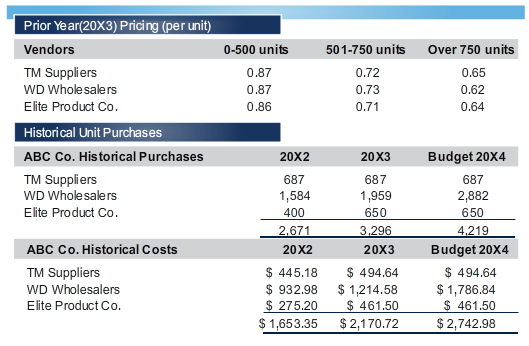 Prior Year(20X3) Pricing (per unit)
Vendors 0-500 units 501-750 units Over 750 units
TM Suppliers 0.87 0.72 0.65
WD Wholesalers 0.87 0.73 0.62
Elite Product Co. 0.86 0.71 0.64
Historical Unit Purchases
ABC Co. Historical Purchases 20X2 20X3 Budget 20X4
TM Suppliers 687 687 687
WD Wholesalers 1,584 1,959 2,882
Elite Product Co. 400 650 650
2,671 3,296 4,219
ABC Co. Historical Costs 20X2 20X3 Budget 20X4
TM Suppliers $ 445.18 $ 494.64 $ 494.64
WD Wholesalers $ 932.98 $ 1,214.58 $ 1,786.84
Elite Product Co. $ 275.20 $ 461.50 $ 461.50
$ 1,653.35 $ 2,170.72 $ 2,742.98